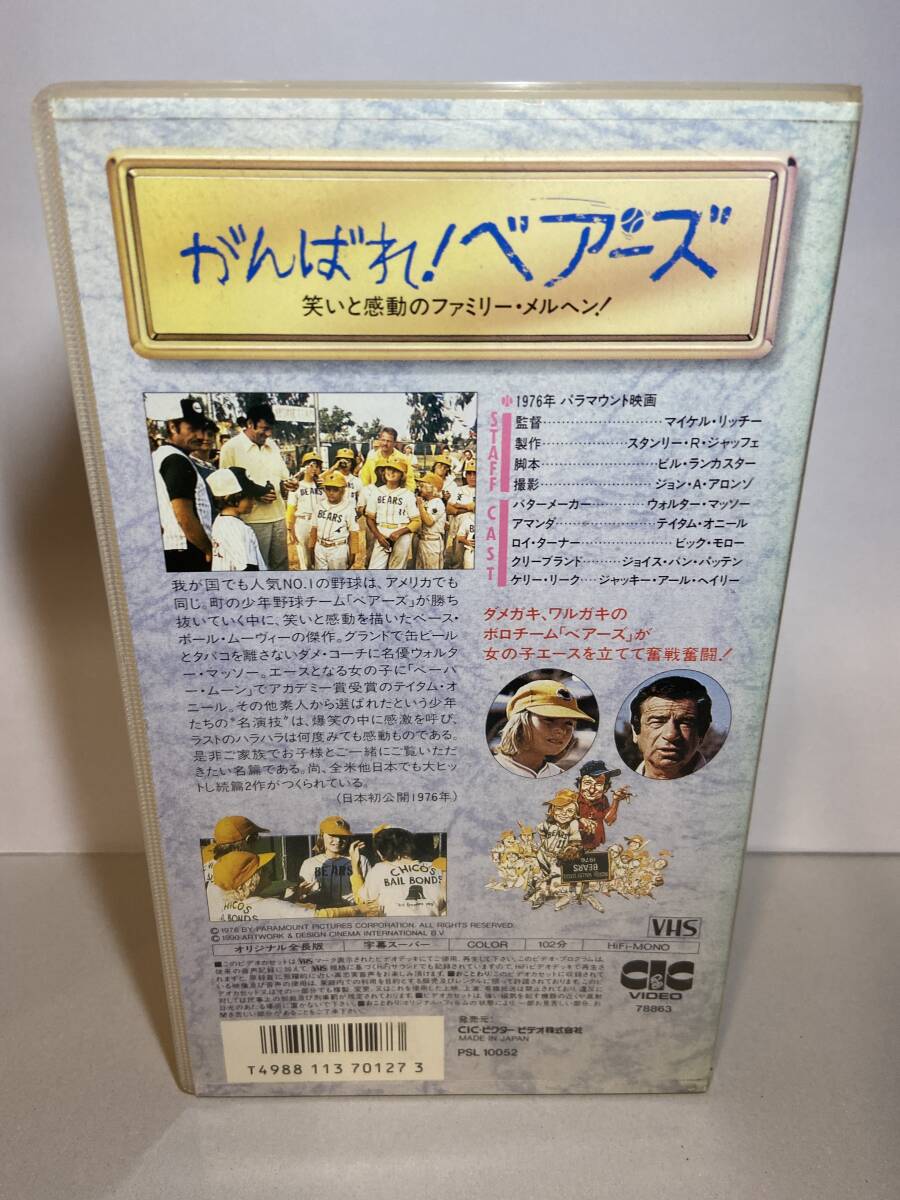 がんばれ!ベアーズ
笑いと感動のファミリー・メルヘン!
1976年 パラマウント映画
STAFF
監督……………………マイケル・リッチー
製作………………スタンリー・R・ジャッフェ
脚本……………………ビル・ランカスター
撮影……………………ジョン・A・アロンゾ
CAST
バターメーカー…………ウォルター・マッソー
アマンダ…………………テイタム・オニール
ロイ・ターナー……………ビック・モロー
クリーブランド…………ジョイス・バン・パッテン
ケリー・リーク……ジャッキー・アール・ヘイリー
BEARS
BEARS
我が国でも人気NO.1の野球は、アメリカでも
同じ。町の少年野球チーム「ベアーズ」が勝ち
抜いていく中に、笑いと感動を描いたベース・
ボール・ムーヴィーの傑作。グランドで缶ビール
とタバコを離さないダメ・コーチに名優ウォル
ター・マッソー。エースとなる女の子に「ペーパー
・ムーン」でアカデミー賞受賞のテイタム・オ
ニール。その他素人から選ばれたという少年
たちの“名演技”は、爆笑の中に感激を呼び、
ラストのハラハラは何度みても感動ものである。
是非ご家族でお子様とご一緒にご覧いただ
きたい名篇である。尚、全米他日本でも大ヒッ
トし続篇2作がつくられている。
(日本初公開1976年)
ダメガキ、ワルガキの
ボロチーム「ベアーズ」が
女の子エースを立てて奮戦奮闘!
BEARS
1976
CHICO'S
BAIL BONDS
CHICO'S
BAIL BONDS
© 1976 BY PARAMOUNT PICTURES CORPORATION. ALL RIGHTS RESERVED.
© 1990 ARTWORK & DESIGN CINEMA INTERNATIONAL B.V.
VHS
オリジナル全長版 字幕スーパー COLOR 102分 HiFi-MONO
CIC
VIDEO
78863
発売元:
CIC・ビクター ビデオ株式会社
MADE IN JAPAN
PSL 10052
T4988 113 70127 3